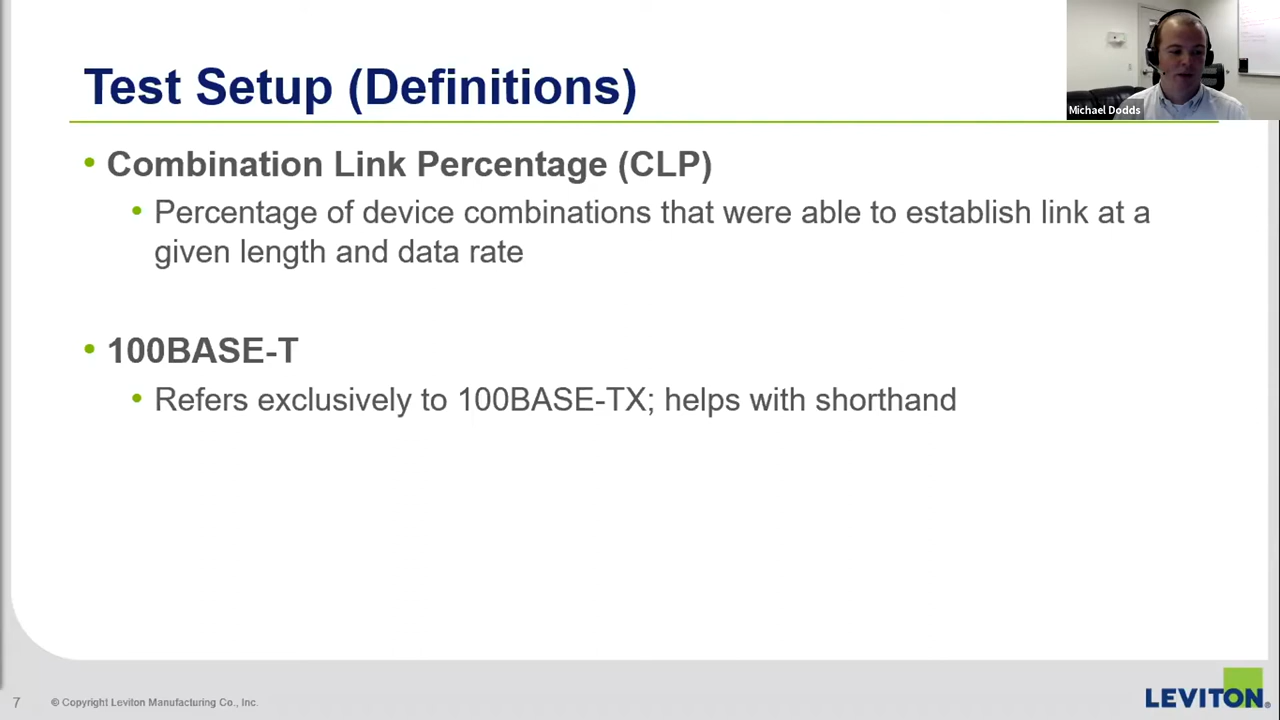 Test Setup (Definitions)
Michael Dodds
• Combination Link Percentage (CLP)
• Percentage of device combinations that were able to establish link at a
given length and data rate
• 100BASE-T
• Refers exclusively to 100BASE-TX; helps with shorthand
7
© Copyright Leviton Manufacturing Co., Inc.
LEVITON®